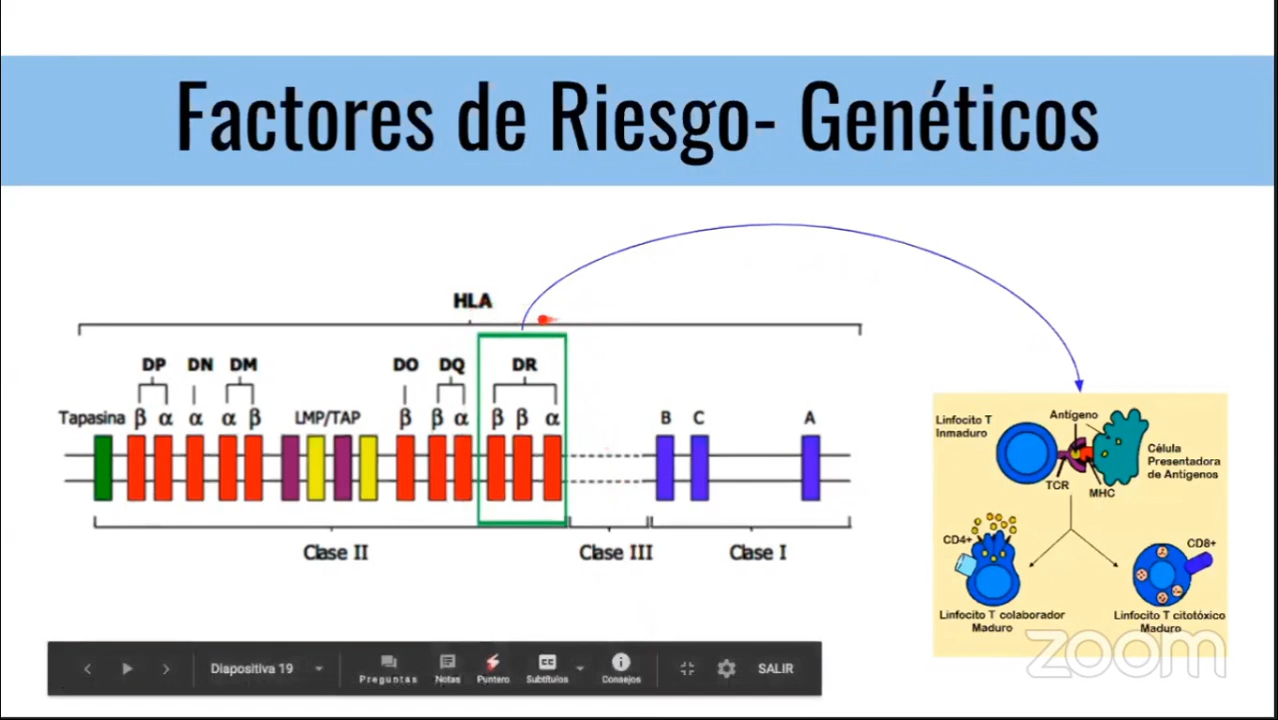 Factores de Riesgo- Genéticos
HLA
DP DN DM DO DQ DR
Tapasina β α α α β LMP/TAP β β α β β α B C A
Clase II Clase III Clase I
Linfocito T
Inmaduro
Antígeno
Célula
Presentadora
de Antígenos
TCR
MHC
CD4+
CD8+
Linfocito T colaborador
Maduro
Linfocito T citotóxico
Maduro
zoom
Diapositiva 19
Preguntas
Notas
Puntero
CC
Subtítulos
Consejos
SALIR